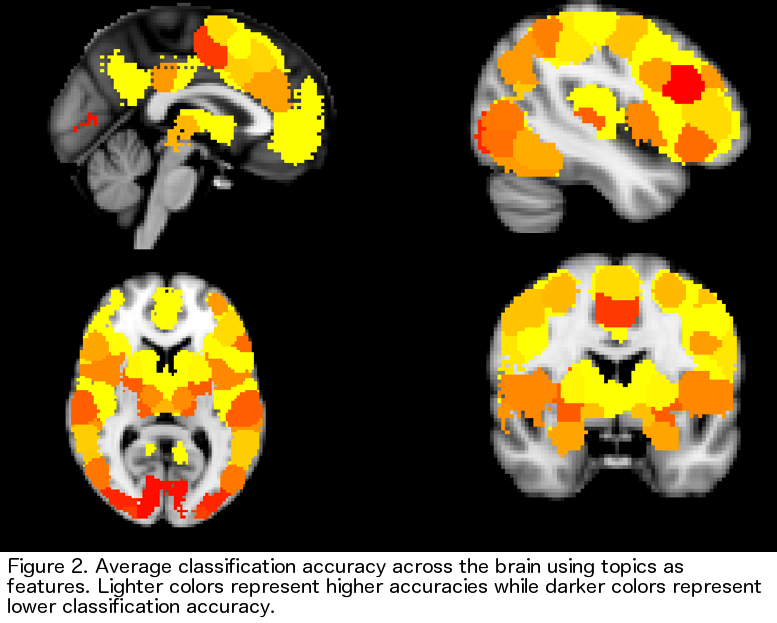 Figure 2. Average classification accuracy across the brain using topics as
features. Lighter colors represent higher accuracies while darker colors represent
lower classification accuracy.